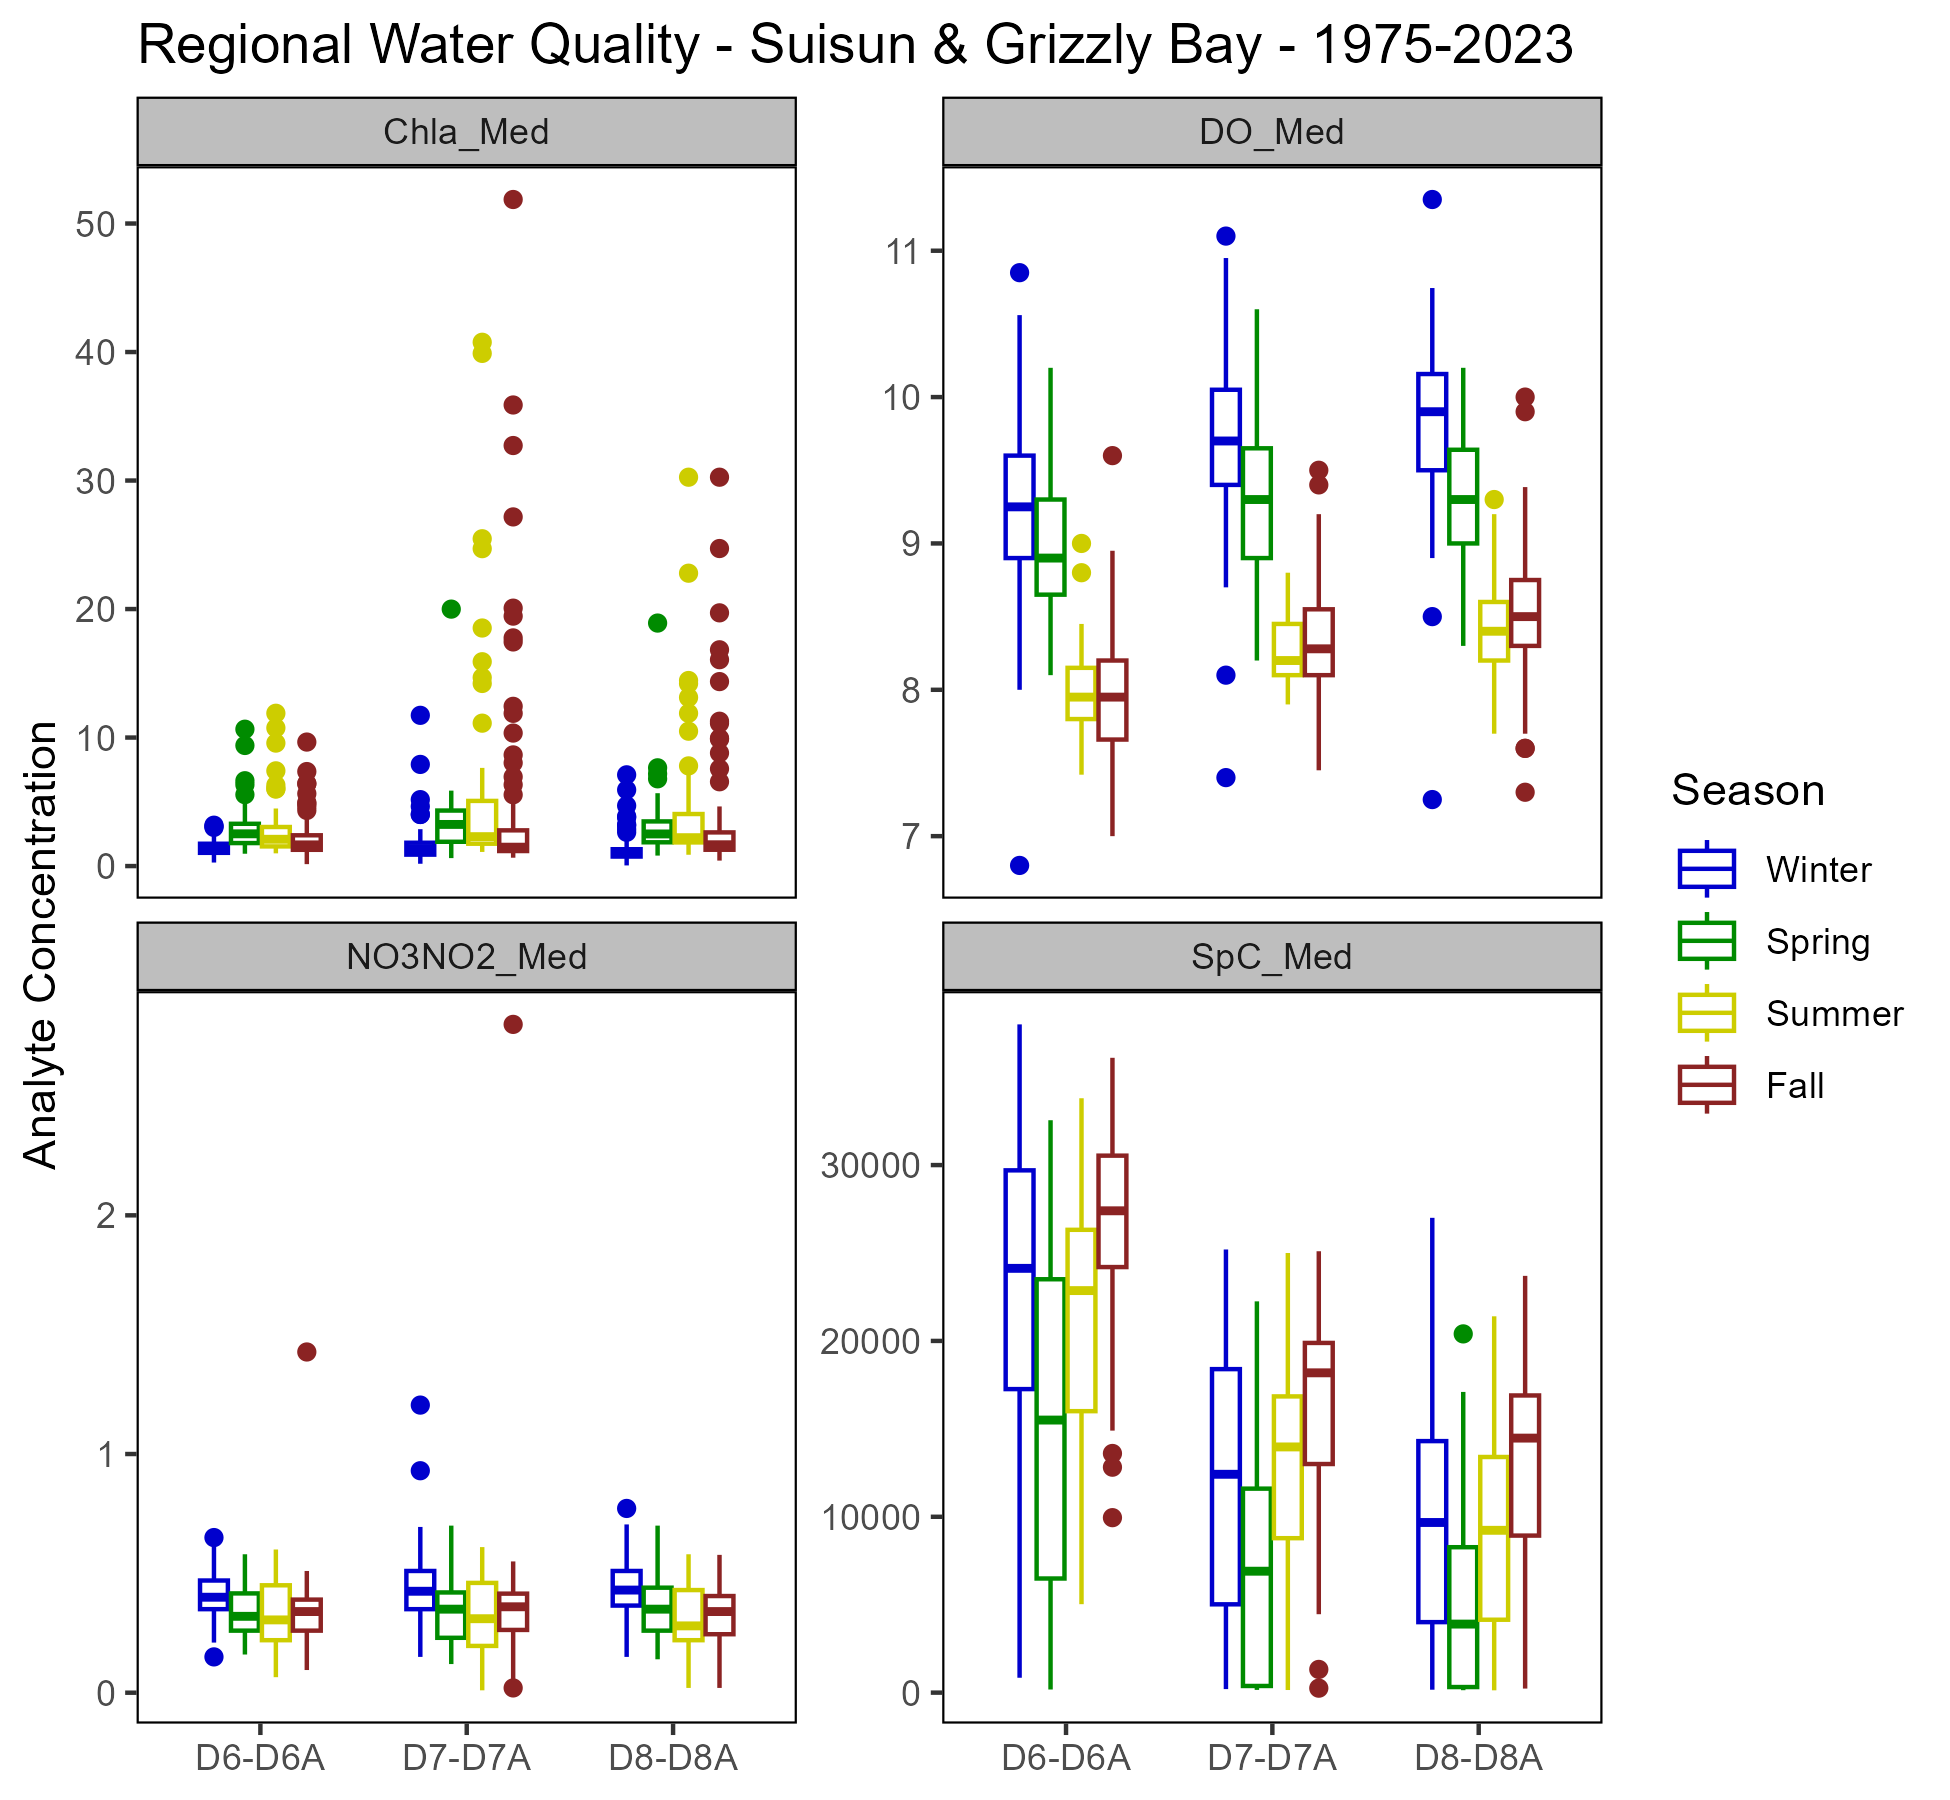 Regional Water Quality - Suisun & Grizzly Bay - 1975-2023
Chla_Med
DO_Med
50
40
30
20
10
0
11
10
9
8
7
Analyte Concentration
NO3NO2_Med
SpC_Med
2
1
0
30000
20000
10000
0
D6-D6A
D7-D7A
D8-D8A
D6-D6A
D7-D7A
D8-D8A
Season
Winter
Spring
Summer
Fall